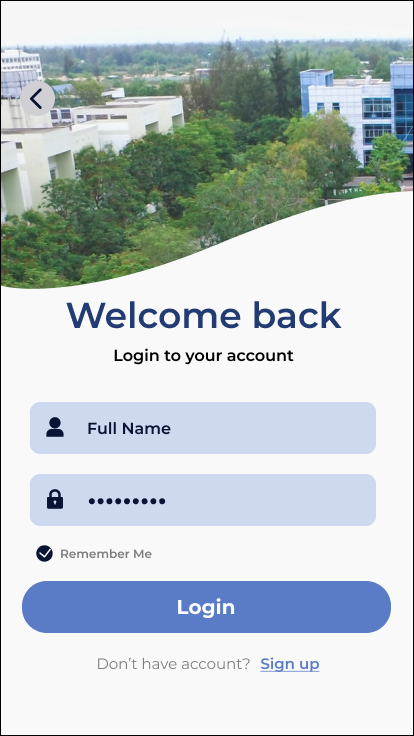 Welcome back
Login to your account
Full Name
•••••••••
Remember Me
Login
Don't have account? Sign up